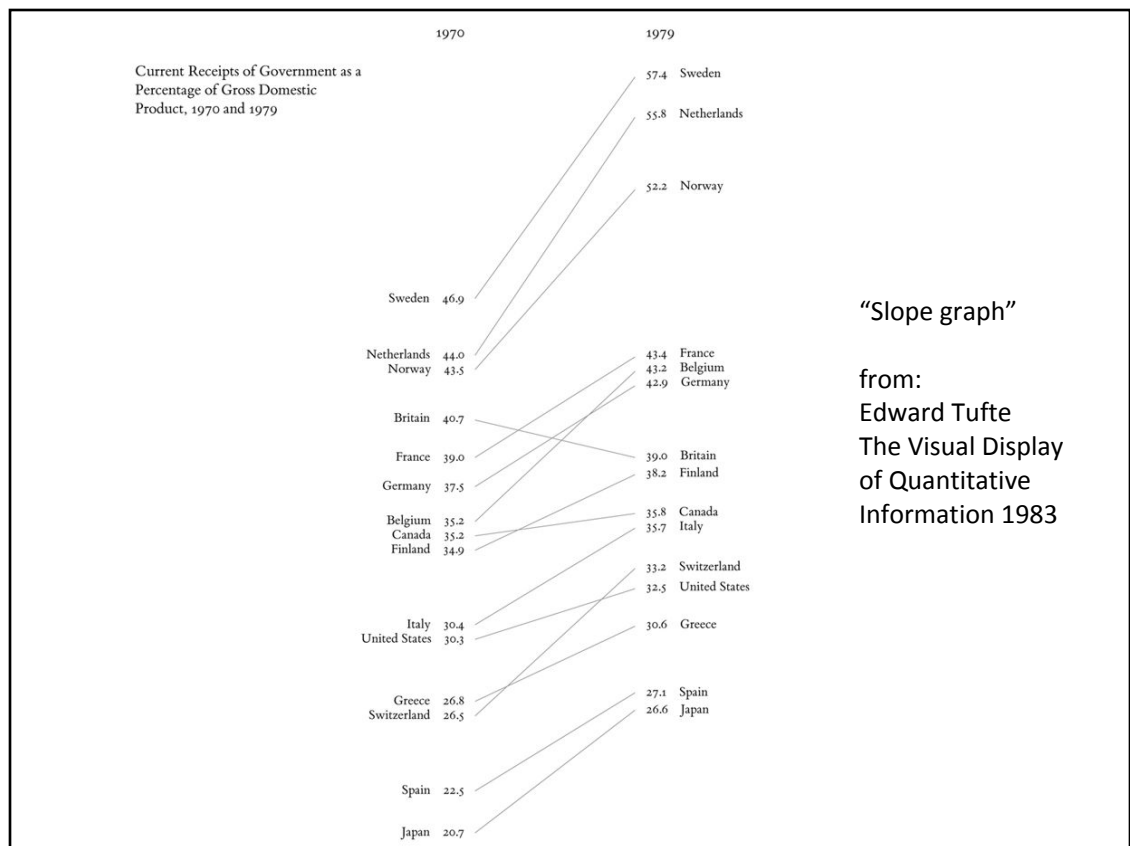 1970 1979
Current Receipts of Government as a
Percentage of Gross Domestic
Product, 1970 and 1979
57.4 Sweden
55.8 Netherlands
52.2 Norway
Sweden 46.9
Netherlands 44.0
Norway 43.5
43.4 France
43.2 Belgium
42.9 Germany
Britain 40.7
France 39.0
39.0 Britain
38.2 Finland
Germany 37.5
Belgium 35.2
Canada 35.2
Finland 34.9
35.8 Canada
35.7 Italy
33.2 Switzerland
32.5 United States
Italy 30.4
United States 30.3
30.6 Greece
Greece 26.8
Switzerland 26.5
27.1 Spain
26.6 Japan
Spain 22.5
Japan 20.7
“Slope graph”
from:
Edward Tufte
The Visual Display
of Quantitative
Information 1983